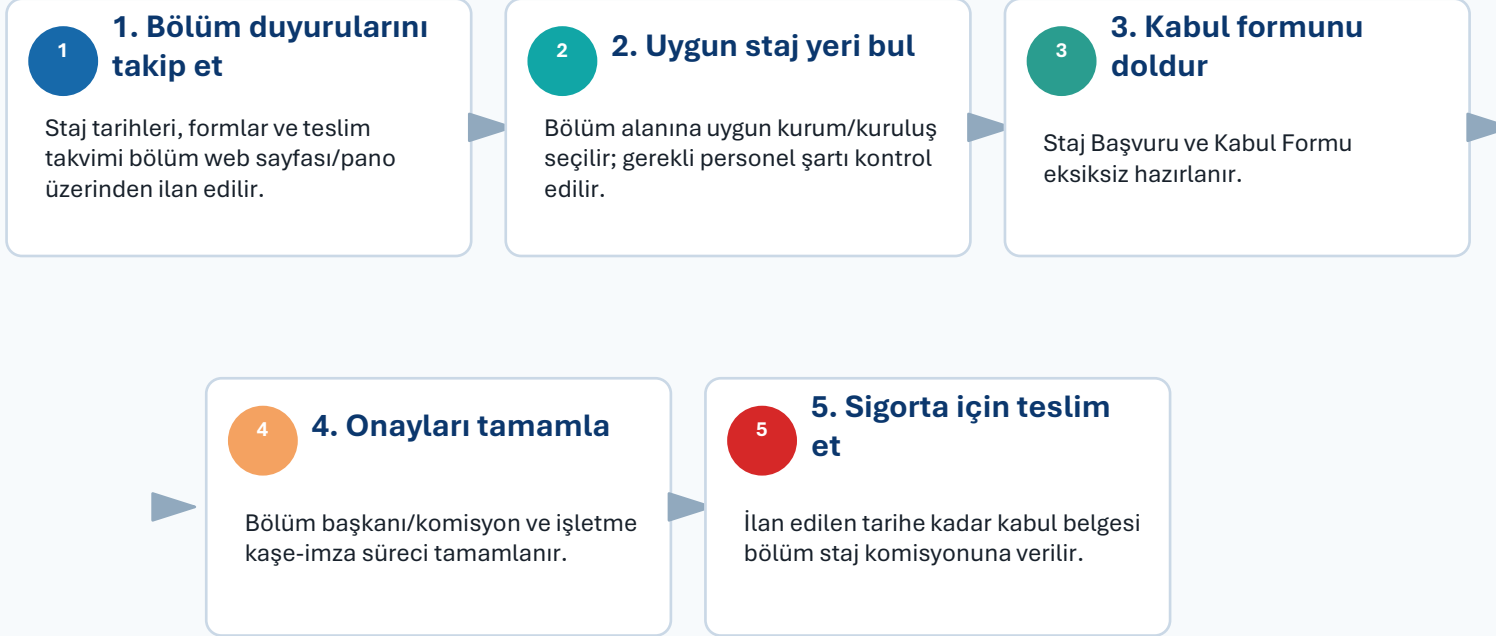 1
1. Bölüm duyurularını
takip et
Staj tarihleri, formlar ve teslim
takvimi bölüm web sayfası/pano
üzerinden ilan edilir.
2
2. Uygun staj yeri bul
Bölüm alanına uygun kurum/kuruluş
seçilir; gerekli personel şartı kontrol
edilir.
3
3. Kabul formunu
doldur
Staj Başvuru ve Kabul Formu
eksiksiz hazırlanır.
4
4. Onayları tamamla
Bölüm başkanı/komisyon ve işletme
kaşe-imza süreci tamamlanır.
5
5. Sigorta için teslim
et
İlan edilen tarihe kadar kabul belgesi
bölüm staj komisyonuna verilir.